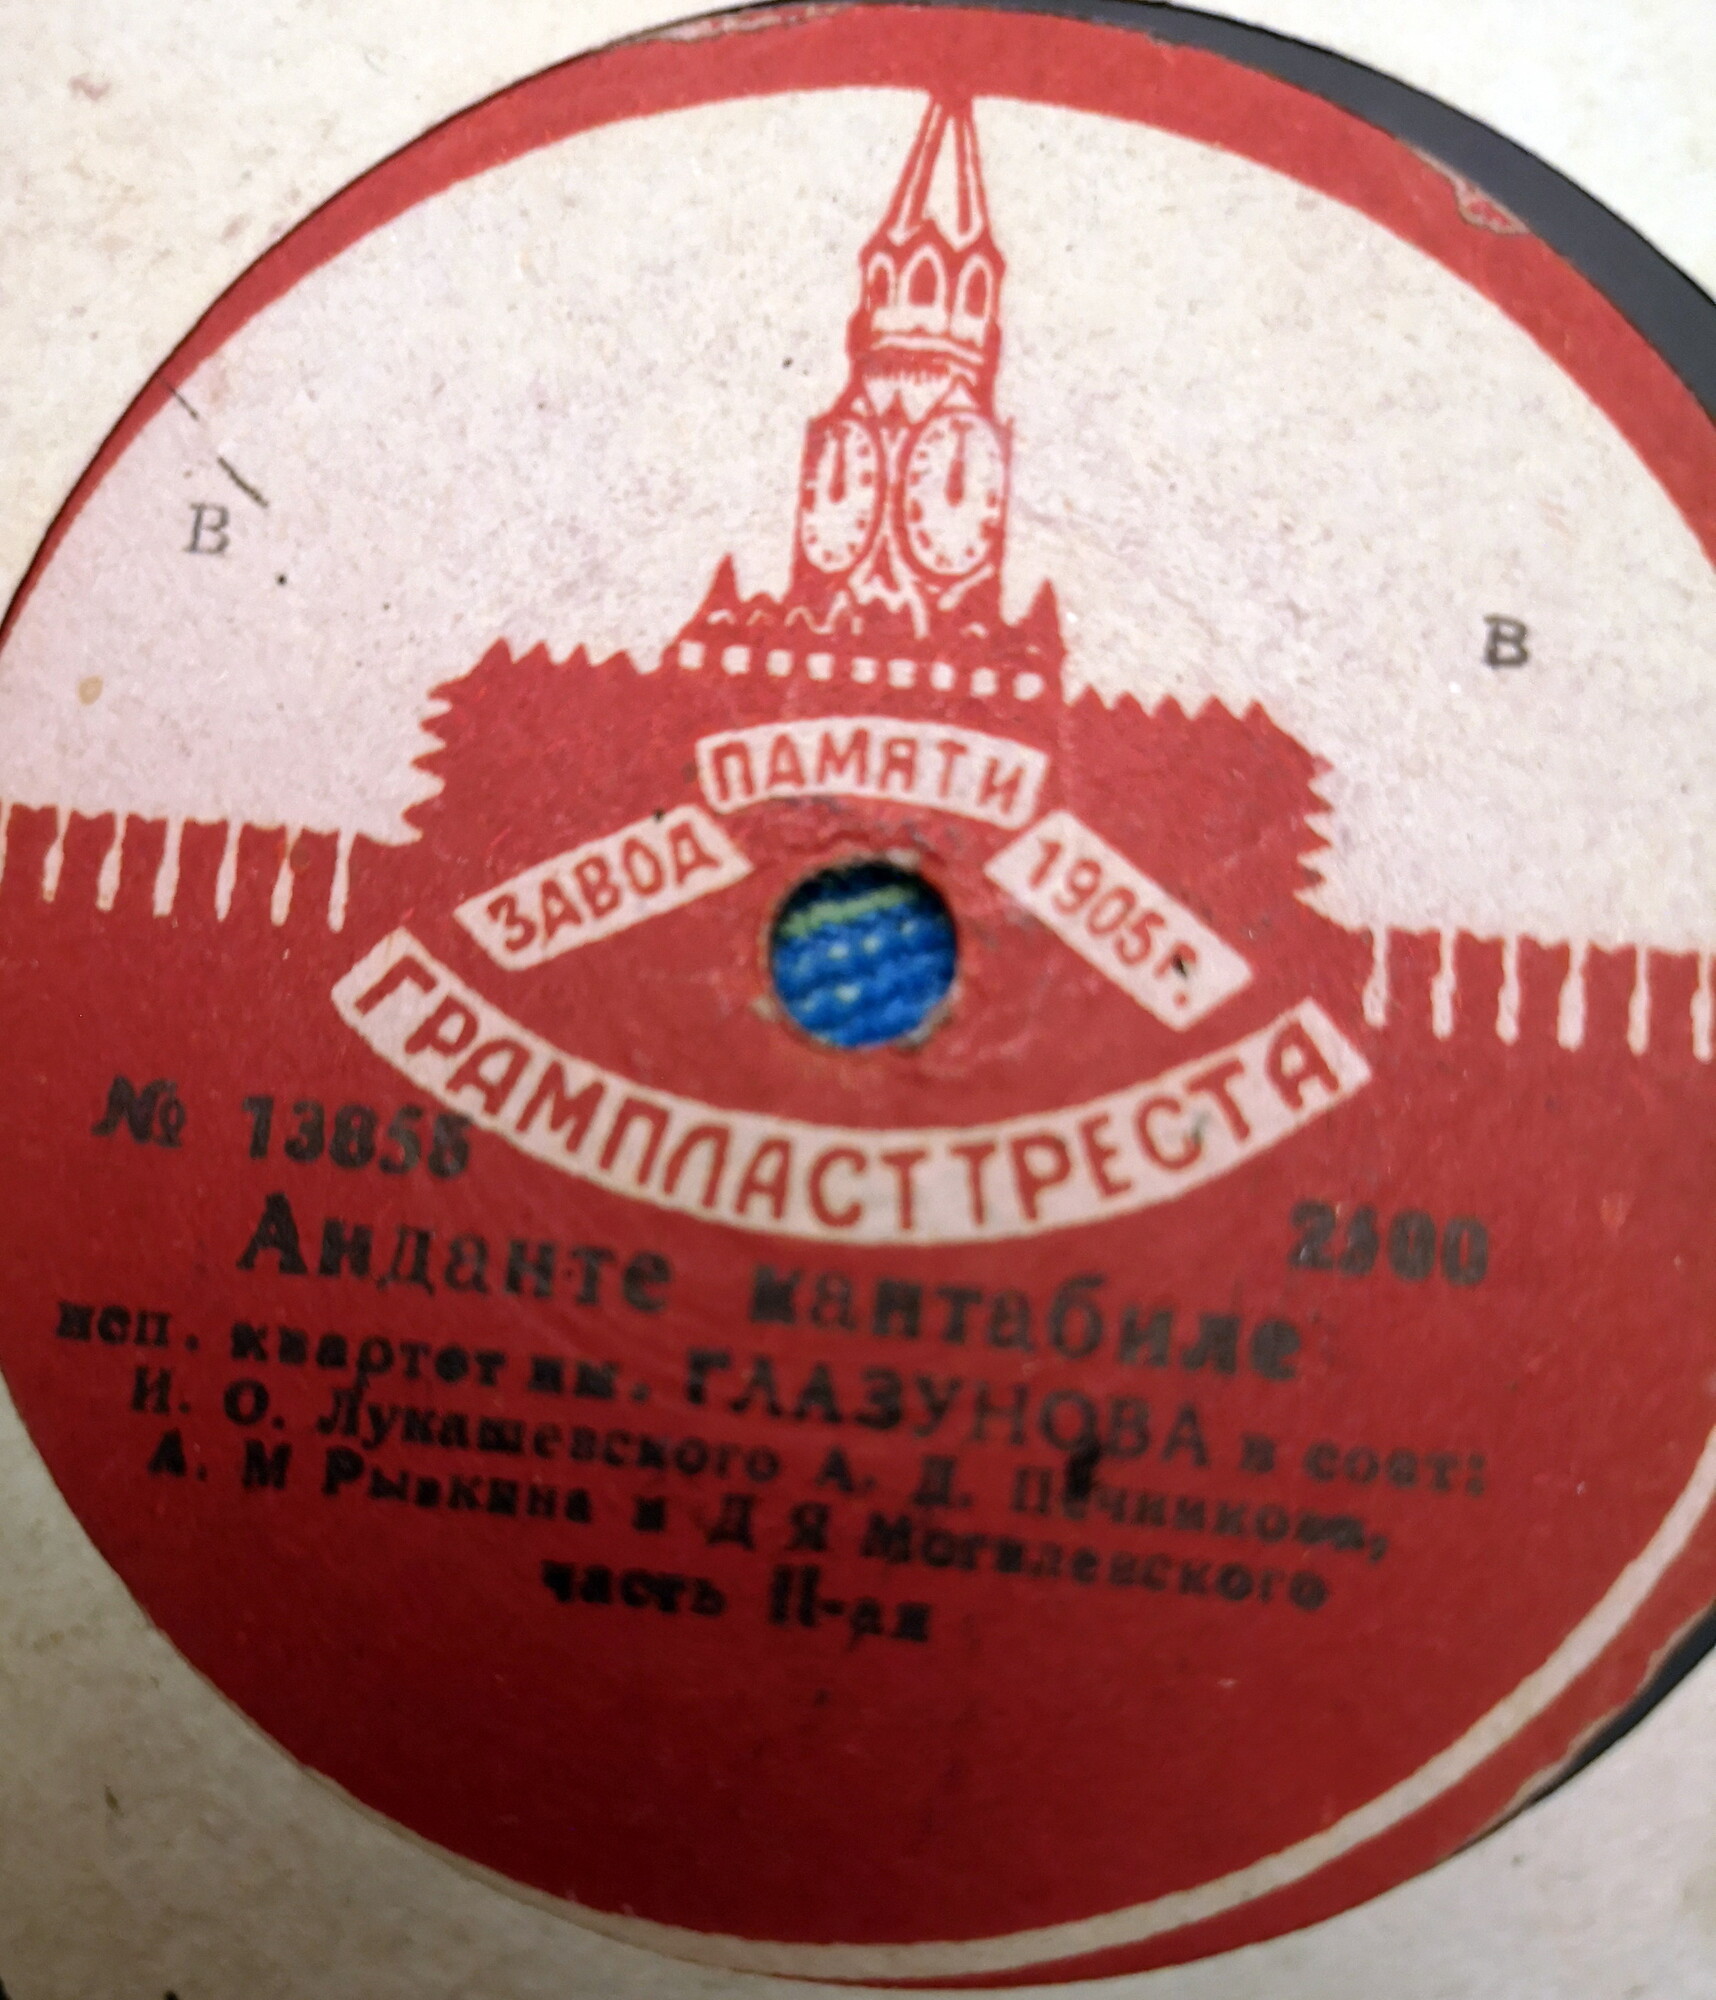 В
В
ПАМЯТИ
ЗАВОД
1905 г.
ГРАМПЛАСТТРЕСТА
№ 13858
2500
Анданте кантабиле
исп. квартет им. ГЛАЗУНОВА в сост:
И. О. Лукашевского А. Д. Печникова,
А. М Рывкина и Д Я Могилевского
часть II-ая